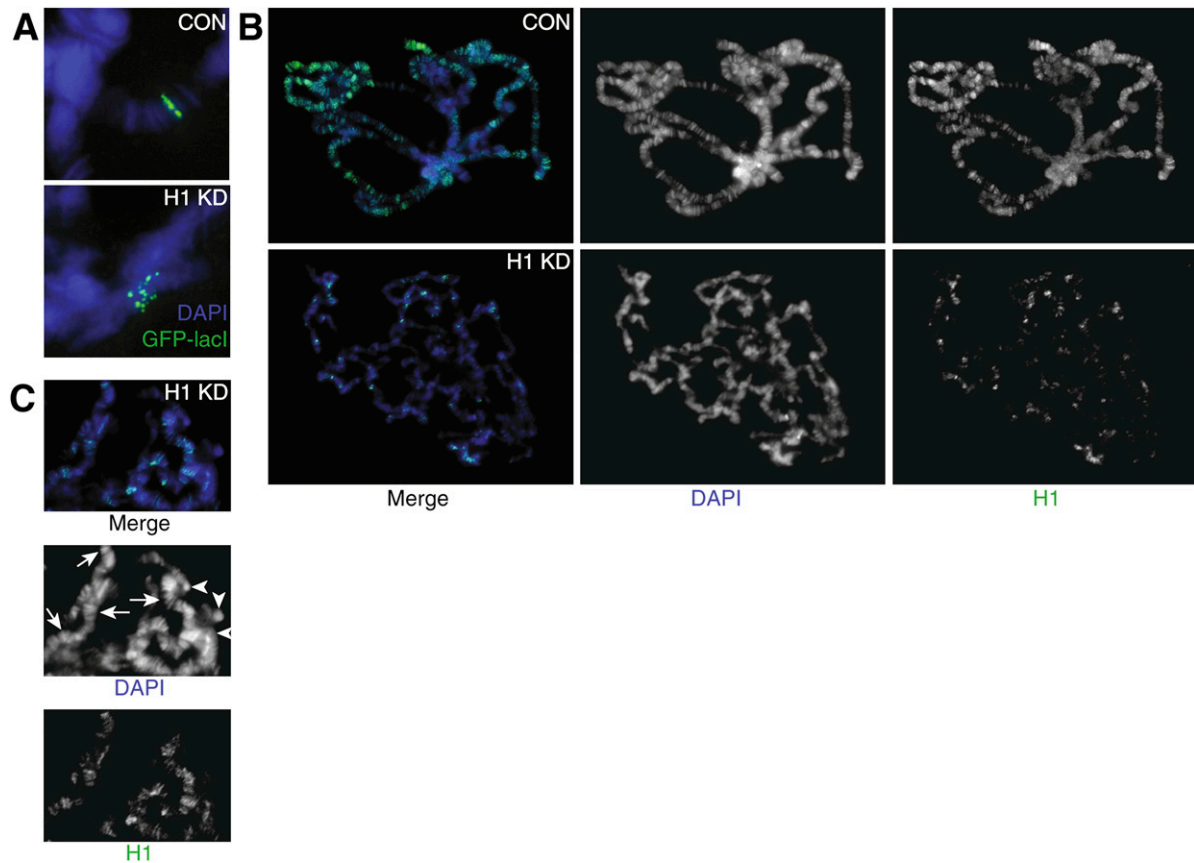 A
CON
H1 KD
DAPI
GFP-lacI
B
CON
H1 KD
Merge
DAPI
H1
C
H1 KD
Merge
DAPI
H1